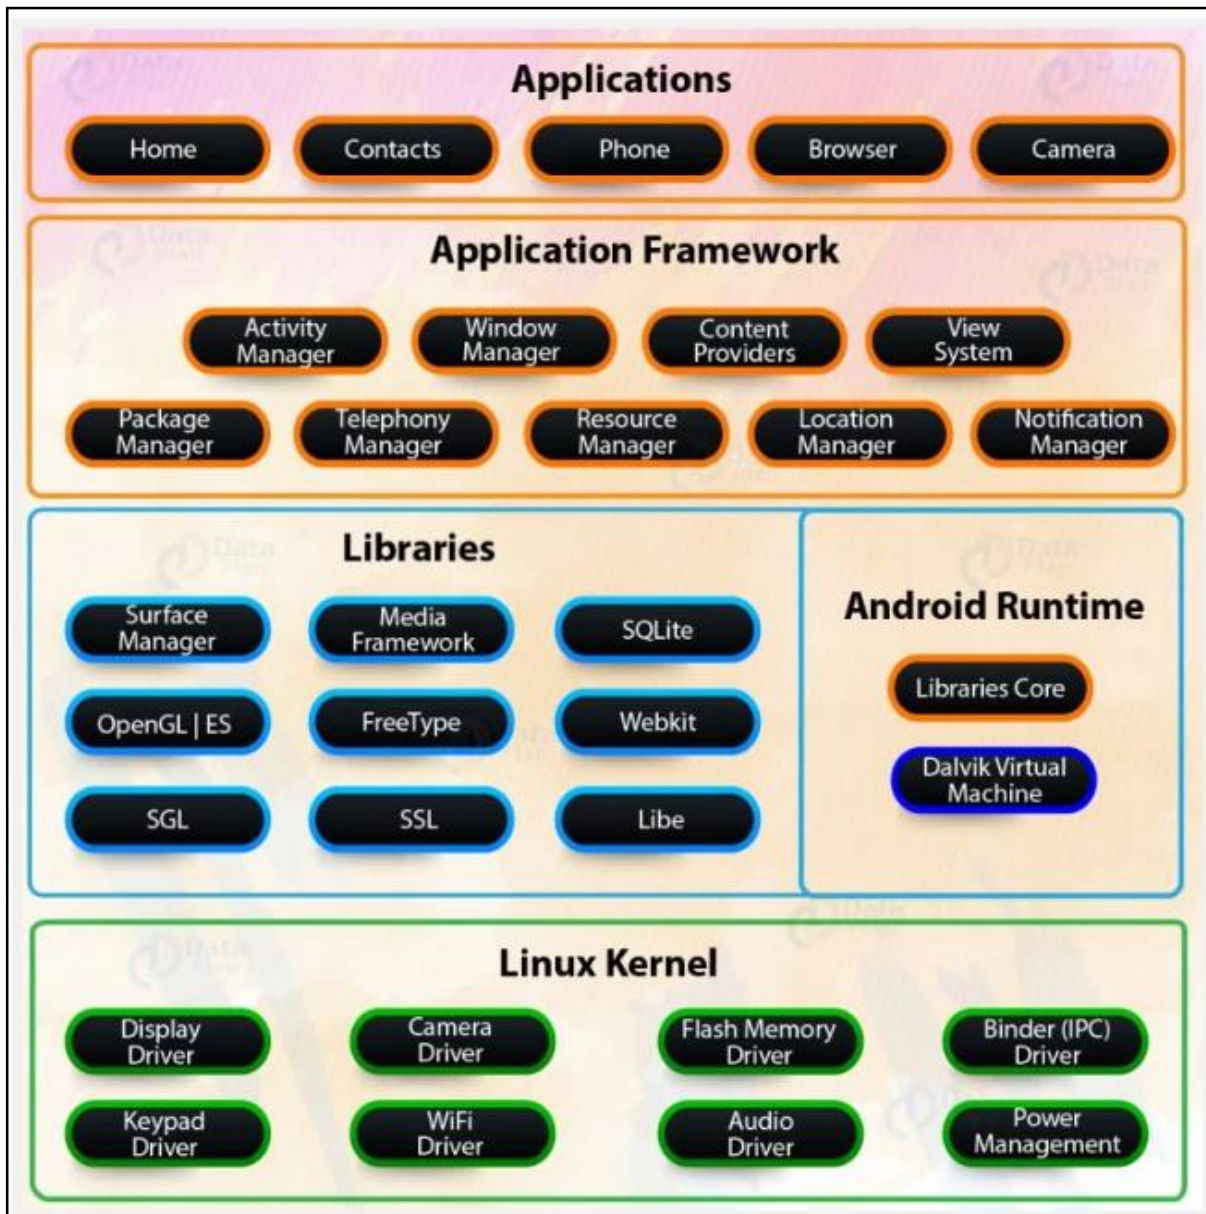 Applications
Home
Contacts
Phone
Browser
Camera
Application Framework
Activity
Manager
Window
Manager
Content
Providers
View
System
Package
Manager
Telephony
Manager
Resource
Manager
Location
Manager
Notification
Manager
Libraries
Surface
Manager
Media
Framework
SQLite
OpenGL | ES
FreeType
Webkit
SGL
SSL
Libe
Android Runtime
Libraries Core
Dalvik Virtual
Machine
Linux Kernel
Display
Driver
Camera
Driver
Flash Memory
Driver
Binder (IPC)
Driver
Keypad
Driver
WiFi
Driver
Audio
Driver
Power
Management